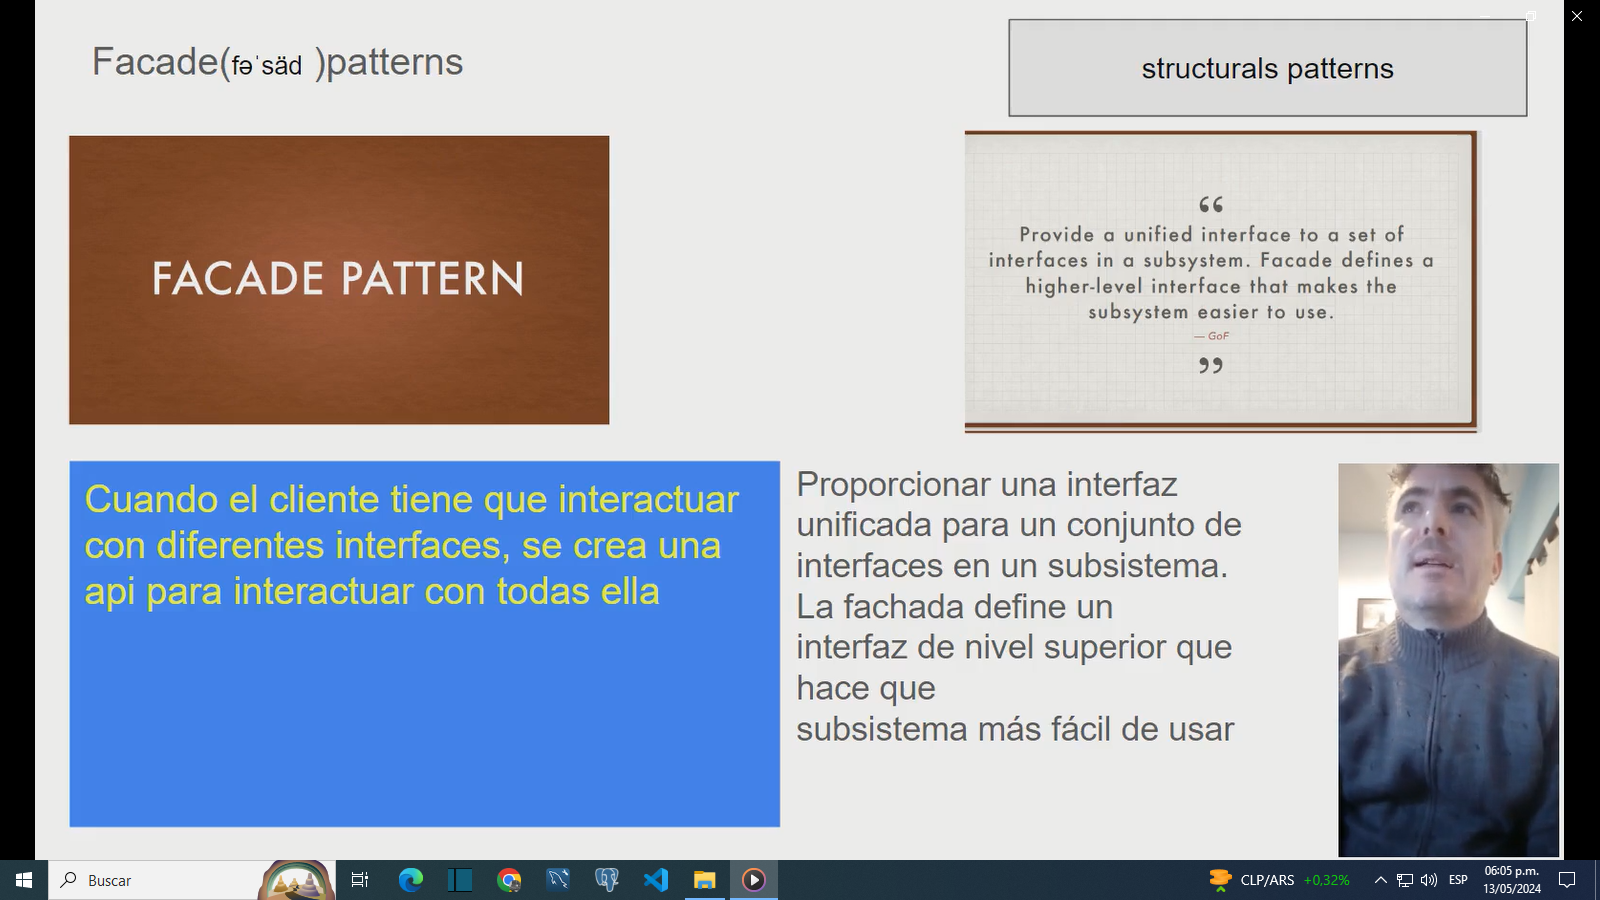 Facade(fəˈsäd )patterns
structurals patterns
FACADE PATTERN
“
Provide a unified interface to a set of
interfaces in a subsystem. Facade defines a
higher-level interface that makes the
subsystem easier to use.
— GoF
”
Cuando el cliente tiene que interactuar
con diferentes interfaces, se crea una
api para interactuar con todas ella
Proporcionar una interfaz
unificada para un conjunto de
interfaces en un subsistema.
La fachada define un
interfaz de nivel superior que
hace que
subsistema más fácil de usar
Buscar
CLP/ARS +0,32%
ESP
06:05 p.m.
13/05/2024